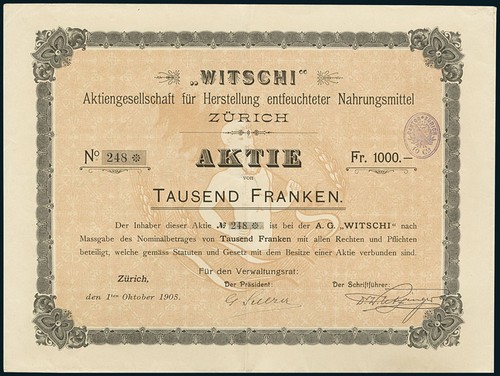 „WITSCHI“
Aktiengesellschaft für Herstellung entfeuchteter Nahrungsmittel
ZÜRICH
No 248
AKTIE
Fr. 1000.—
von
TAUSEND FRANKEN.
Der Inhaber dieser Aktie No 248 ist bei der A. G. „WITSCHI“ nach
Massgabe des Nominalbetrages von Tausend Franken mit allen Rechten und Pflichten
beteiligt, welche gemäss Statuten und Gesetz mit dem Besitze einer Aktie verbunden sind.
Für den Verwaltungsrat:
Zürich,
Der Präsident:
Der Schriftführer:
den 1ten Oktober 1905.